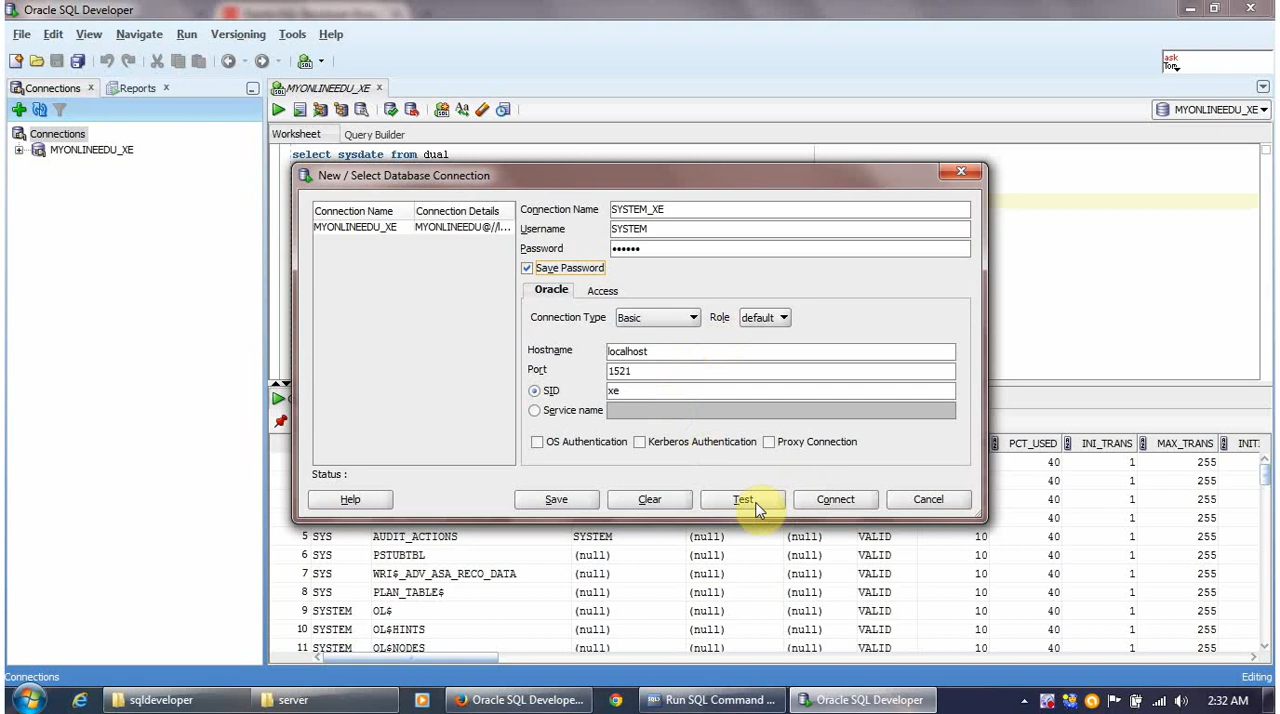 Oracle SQL Developer
File Edit View Navigate Run Versioning Tools Help
ask
Tom
Connections Reports MYONLINEEDU_XE
MYONLINEEDU_XE
Connections
MYONLINEEDU_XE
Worksheet Query Builder
select sysdate from dual
New / Select Database Connection
Connection Name Connection Details
MYONLINEEDU_XE MYONLINEEDU@//l...
Connection Name SYSTEM_XE
Username SYSTEM
Password ••••••
Save Password
Oracle Access
Connection Type Basic Role default
Hostname localhost
Port 1521
SID xe
Service name
OS Authentication Kerberos Authentication Proxy Connection
Status :
Help Save Clear Test Connect Cancel
PCT_USED INI_TRANS MAX_TRANS INIT
40 1 255
40 1 255
40 1 255
40 1 255
5 SYS AUDIT_ACTIONS SYSTEM (null) (null) VALID 10 40 1 255
6 SYS PSTUBTBL (null) (null) (null) VALID 10 40 1 255
7 SYS WRI$_ADV_ASA_RECO_DATA (null) (null) (null) VALID 10 40 1 255
8 SYS PLAN_TABLE$ (null) (null) (null) VALID 10 40 1 255
9 SYSTEM OL$ (null) (null) (null) VALID 10 40 1 255
10 SYSTEM OL$HINTS (null) (null) (null) VALID 10 40 1 255
11 SYSTEM OL$NODES (null) (null) (null) VALID 10 40 1 255
Connections Editing
sqldeveloper server Oracle SQL Develope... Run SQL Command ... Oracle SQL Developer 2:32 AM